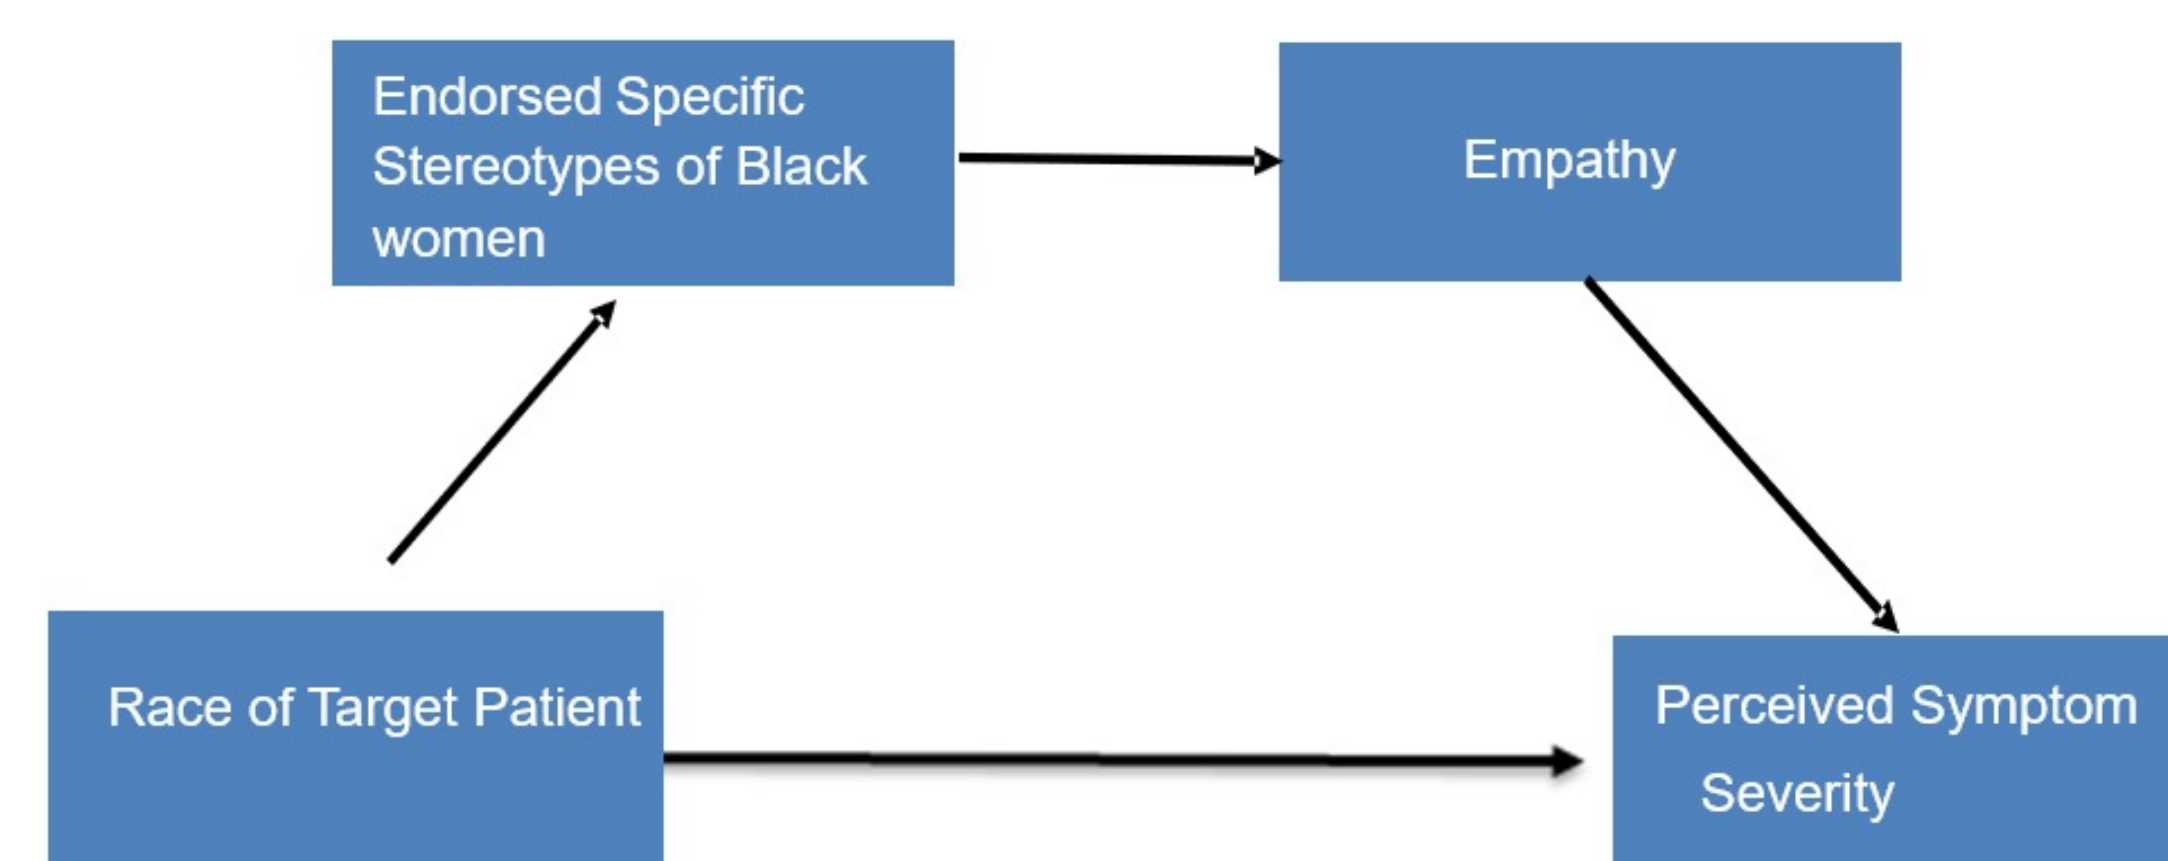 Endorsed Specific
Stereotypes of Black
women
Empathy
Race of Target Patient
Perceived Symptom
Severity